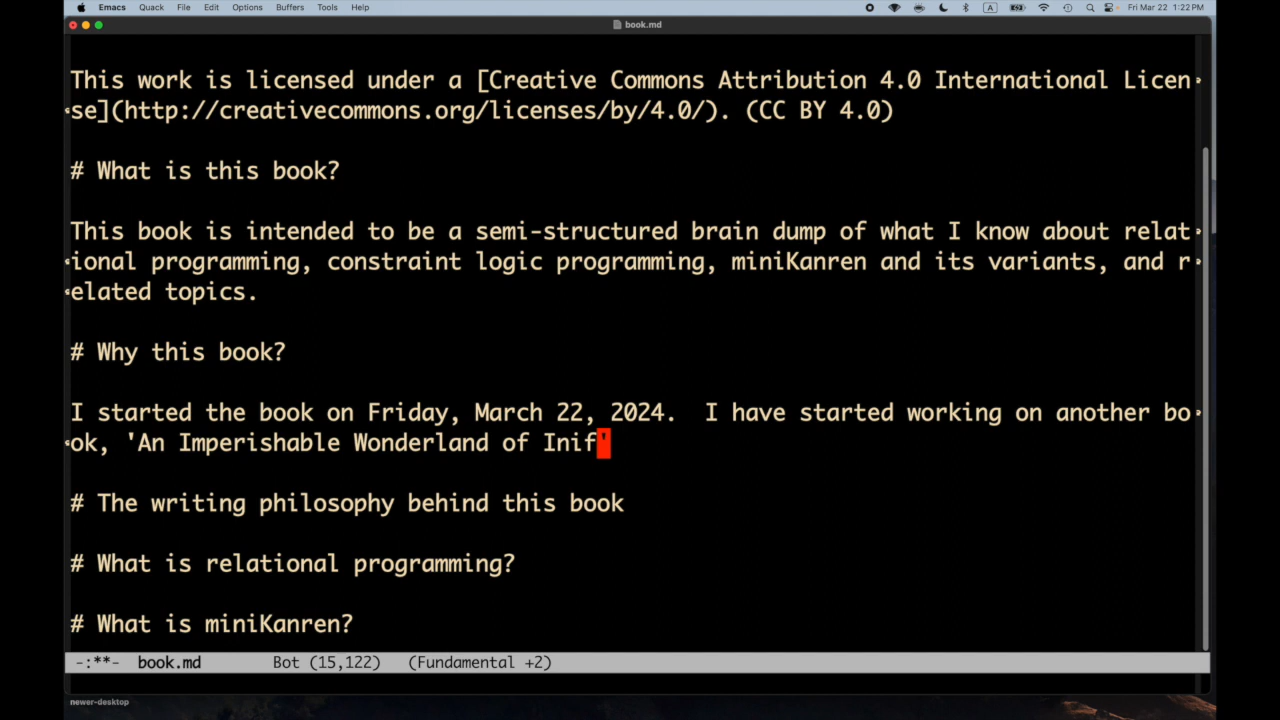 Emacs Quack File Edit Options Buffers Tools Help Fri Mar 22 1:22 PM
book.md
This work is licensed under a [Creative Commons Attribution 4.0 International Licen
se](http://creativecommons.org/licenses/by/4.0/). (CC BY 4.0)
# What is this book?
This book is intended to be a semi-structured brain dump of what I know about relat
ional programming, constraint logic programming, miniKanren and its variants, and r
elated topics.
# Why this book?
I started the book on Friday, March 22, 2024.  I have started working on another bo
ok, 'An Imperishable Wonderland of Inif'
# The writing philosophy behind this book
# What is relational programming?
# What is miniKanren?
-:**-  book.md  Bot (15,122)  (Fundamental +2)
newer-desktop